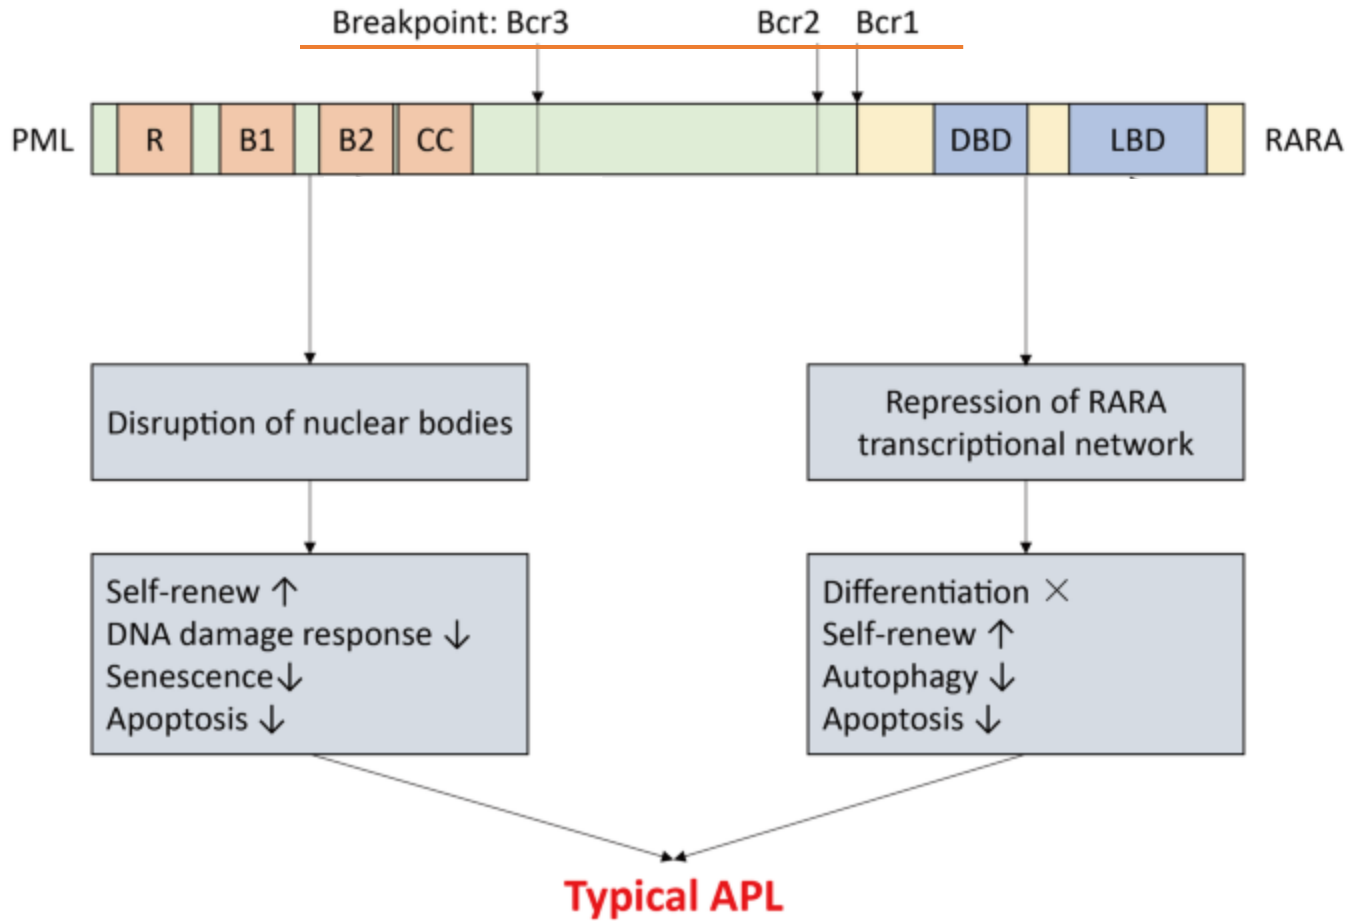 Breakpoint: Bcr3 Bcr2 Bcr1
PML R B1 B2 CC DBD LBD RARA
Disruption of nuclear bodies
Repression of RARA
transcriptional network
Self-renew ↑
DNA damage response ↓
Senescence↓
Apoptosis ↓
Differentiation ×
Self-renew ↑
Autophagy ↓
Apoptosis ↓
Typical APL